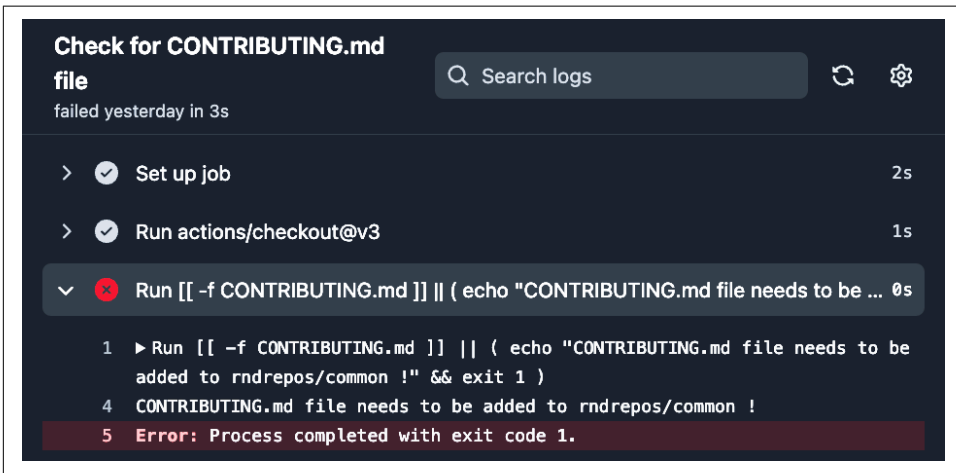 Check for CONTRIBUTING.md
file
Search logs
failed yesterday in 3s
Set up job
2s
Run actions/checkout@v3
1s
Run [[ -f CONTRIBUTING.md ]] || ( echo "CONTRIBUTING.md file needs to be ... 0s
1 ▶ Run [[ -f CONTRIBUTING.md ]] || ( echo "CONTRIBUTING.md file needs to be
added to rndrepos/common !" && exit 1 )
4 CONTRIBUTING.md file needs to be added to rndrepos/common !
5 Error: Process completed with exit code 1.